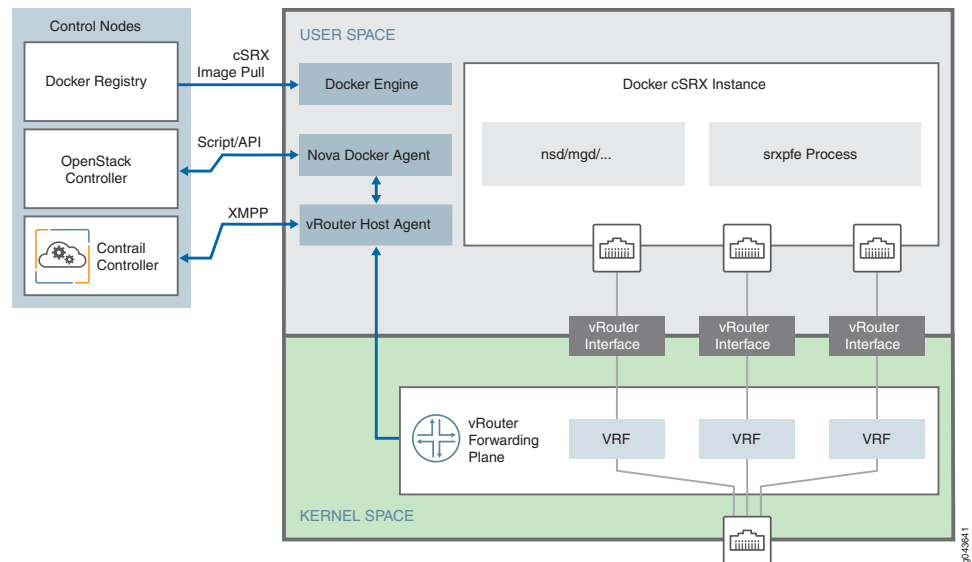 Control Nodes
Docker Registry
OpenStack
Controller
Contrail
Controller
cSRX
Image Pull
Script/API
XMPP
USER SPACE
Docker Engine
Nova Docker Agent
vRouter Host Agent
Docker cSRX Instance
nsd/mgd/...
srxpfe Process
vRouter
Interface
vRouter
Interface
vRouter
Interface
vRouter
Forwarding
Plane
VRF
VRF
VRF
KERNEL SPACE
g043641